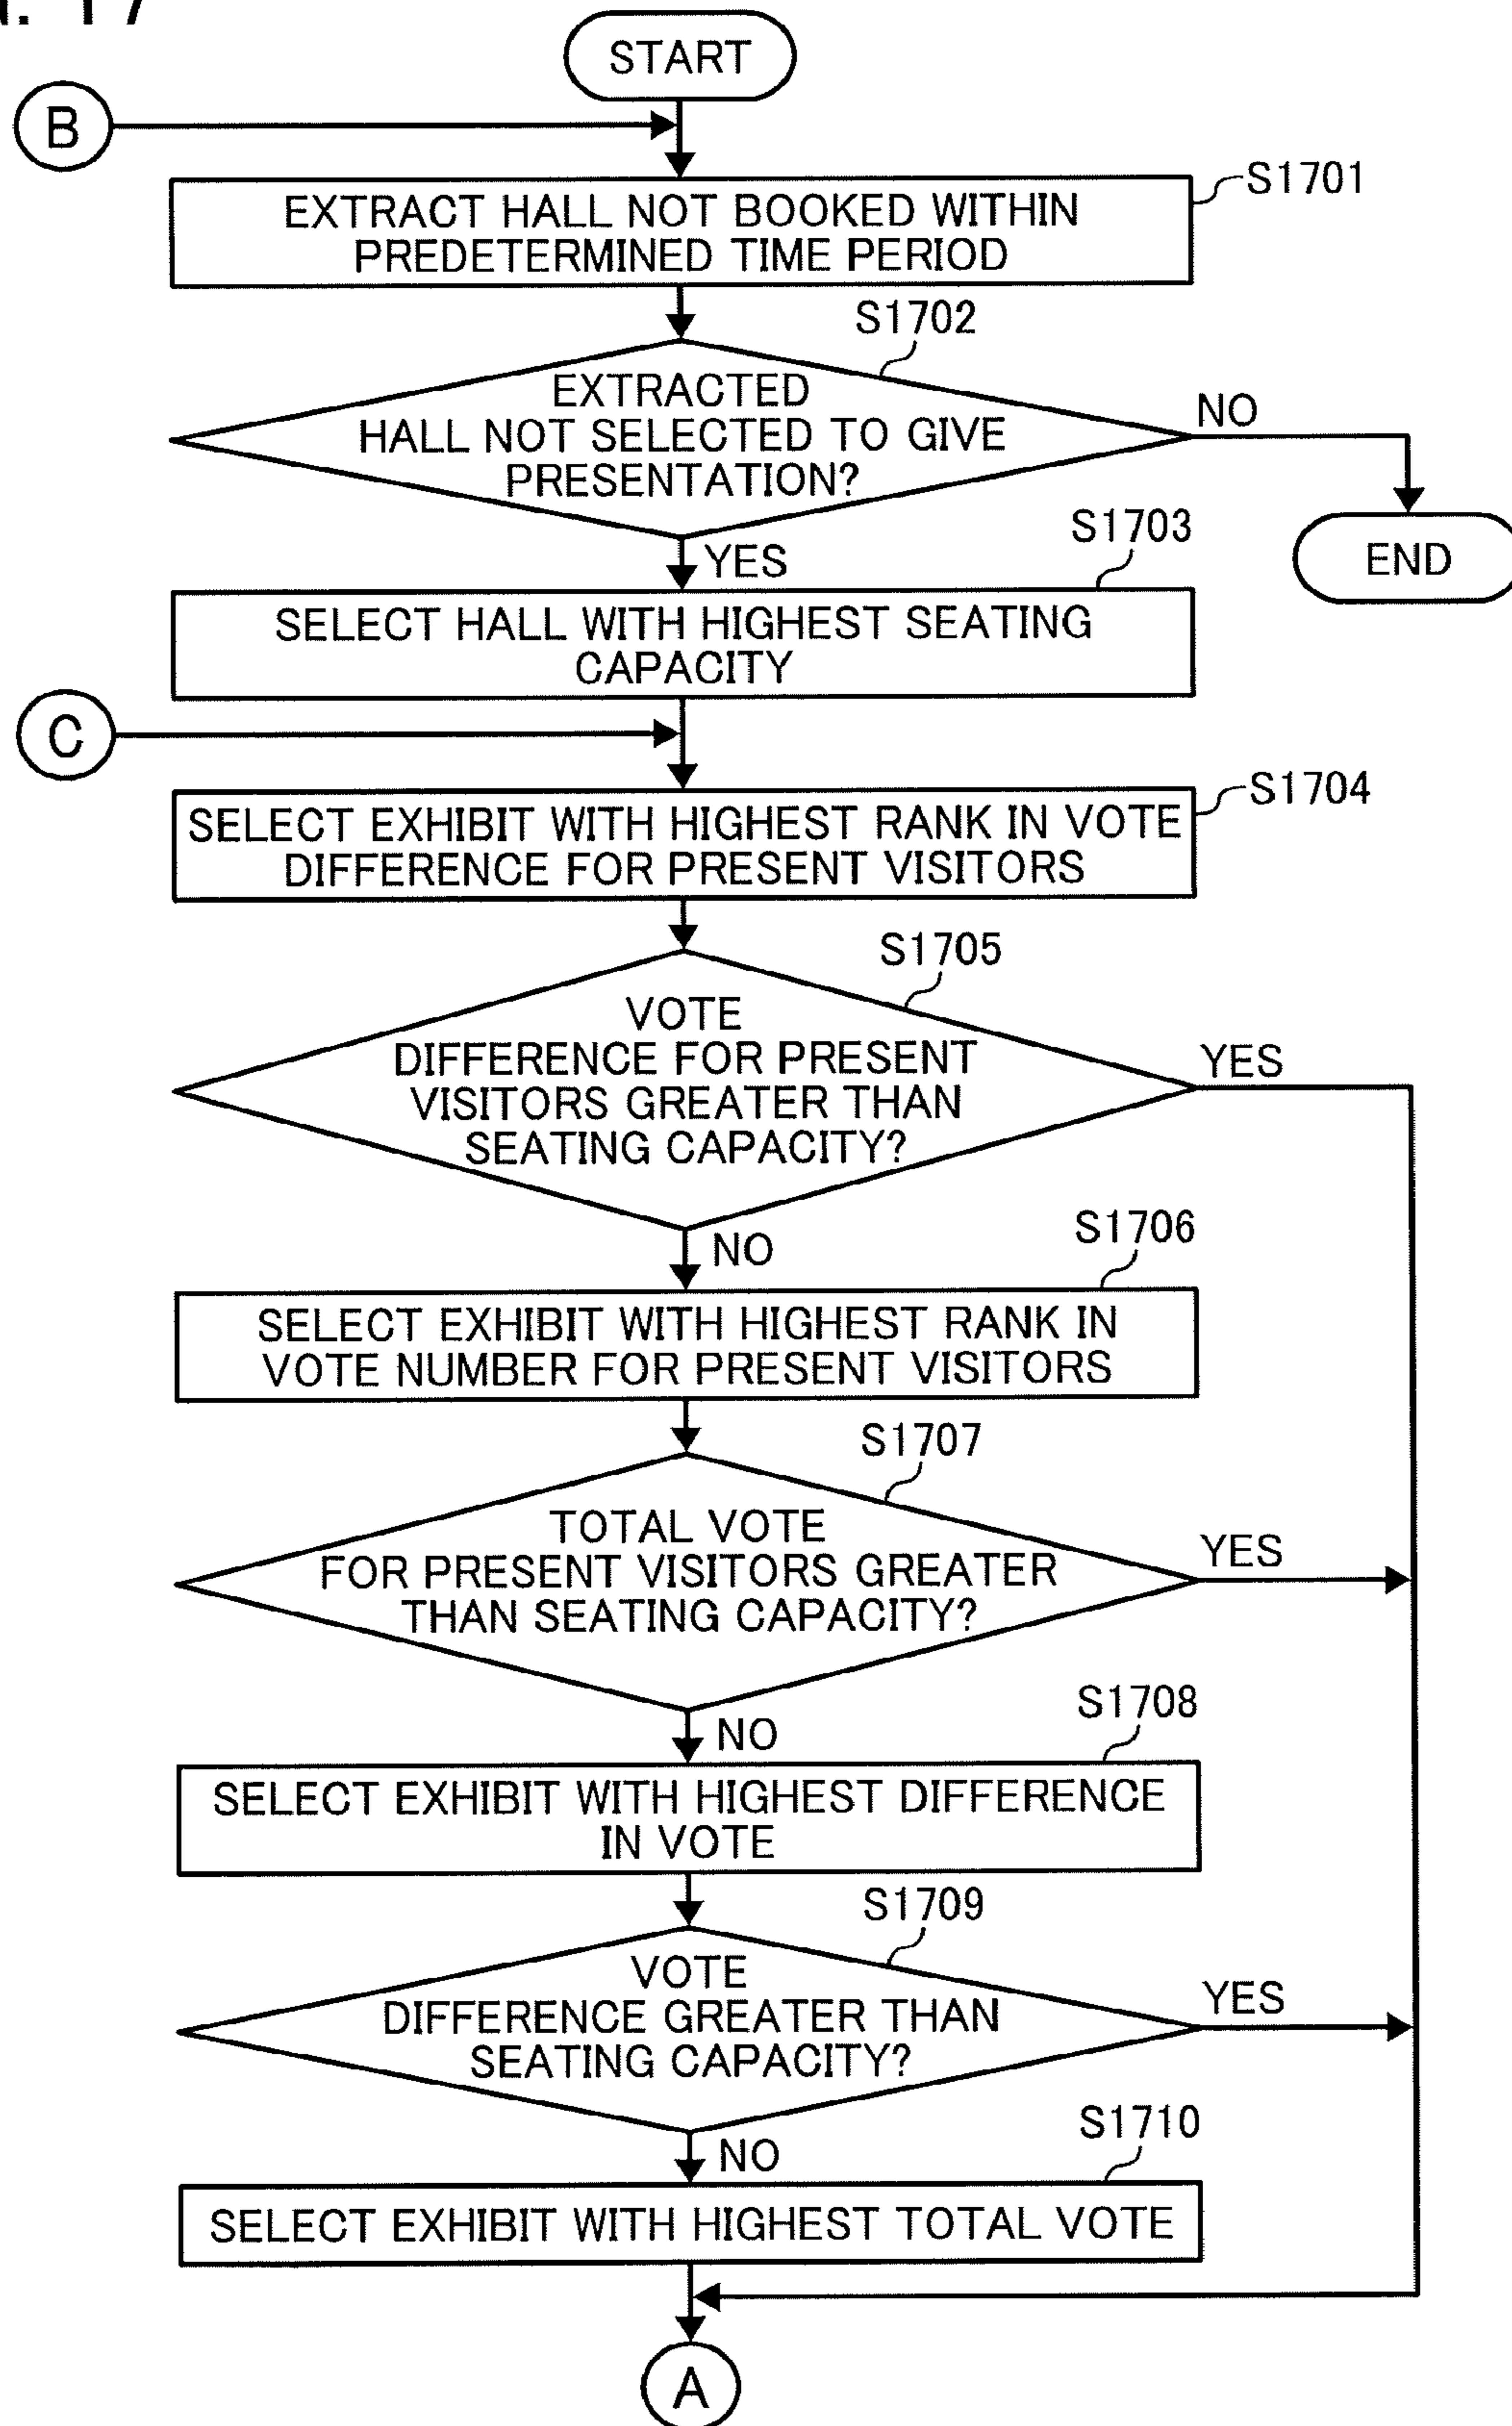 17
START
B
S1701
EXTRACT HALL NOT BOOKED WITHIN
PREDETERMINED TIME PERIOD
S1702
EXTRACTED
HALL NOT SELECTED TO GIVE
PRESENTATION?
NO
END
YES
S1703
SELECT HALL WITH HIGHEST SEATING
CAPACITY
C
S1704
SELECT EXHIBIT WITH HIGHEST RANK IN VOTE
DIFFERENCE FOR PRESENT VISITORS
S1705
VOTE
DIFFERENCE FOR PRESENT
VISITORS GREATER THAN
SEATING CAPACITY?
YES
NO
S1706
SELECT EXHIBIT WITH HIGHEST RANK IN
VOTE NUMBER FOR PRESENT VISITORS
S1707
TOTAL VOTE
FOR PRESENT VISITORS GREATER
THAN SEATING CAPACITY?
YES
NO
S1708
SELECT EXHIBIT WITH HIGHEST DIFFERENCE
IN VOTE
S1709
VOTE
DIFFERENCE GREATER THAN
SEATING CAPACITY?
YES
NO
S1710
SELECT EXHIBIT WITH HIGHEST TOTAL VOTE
A